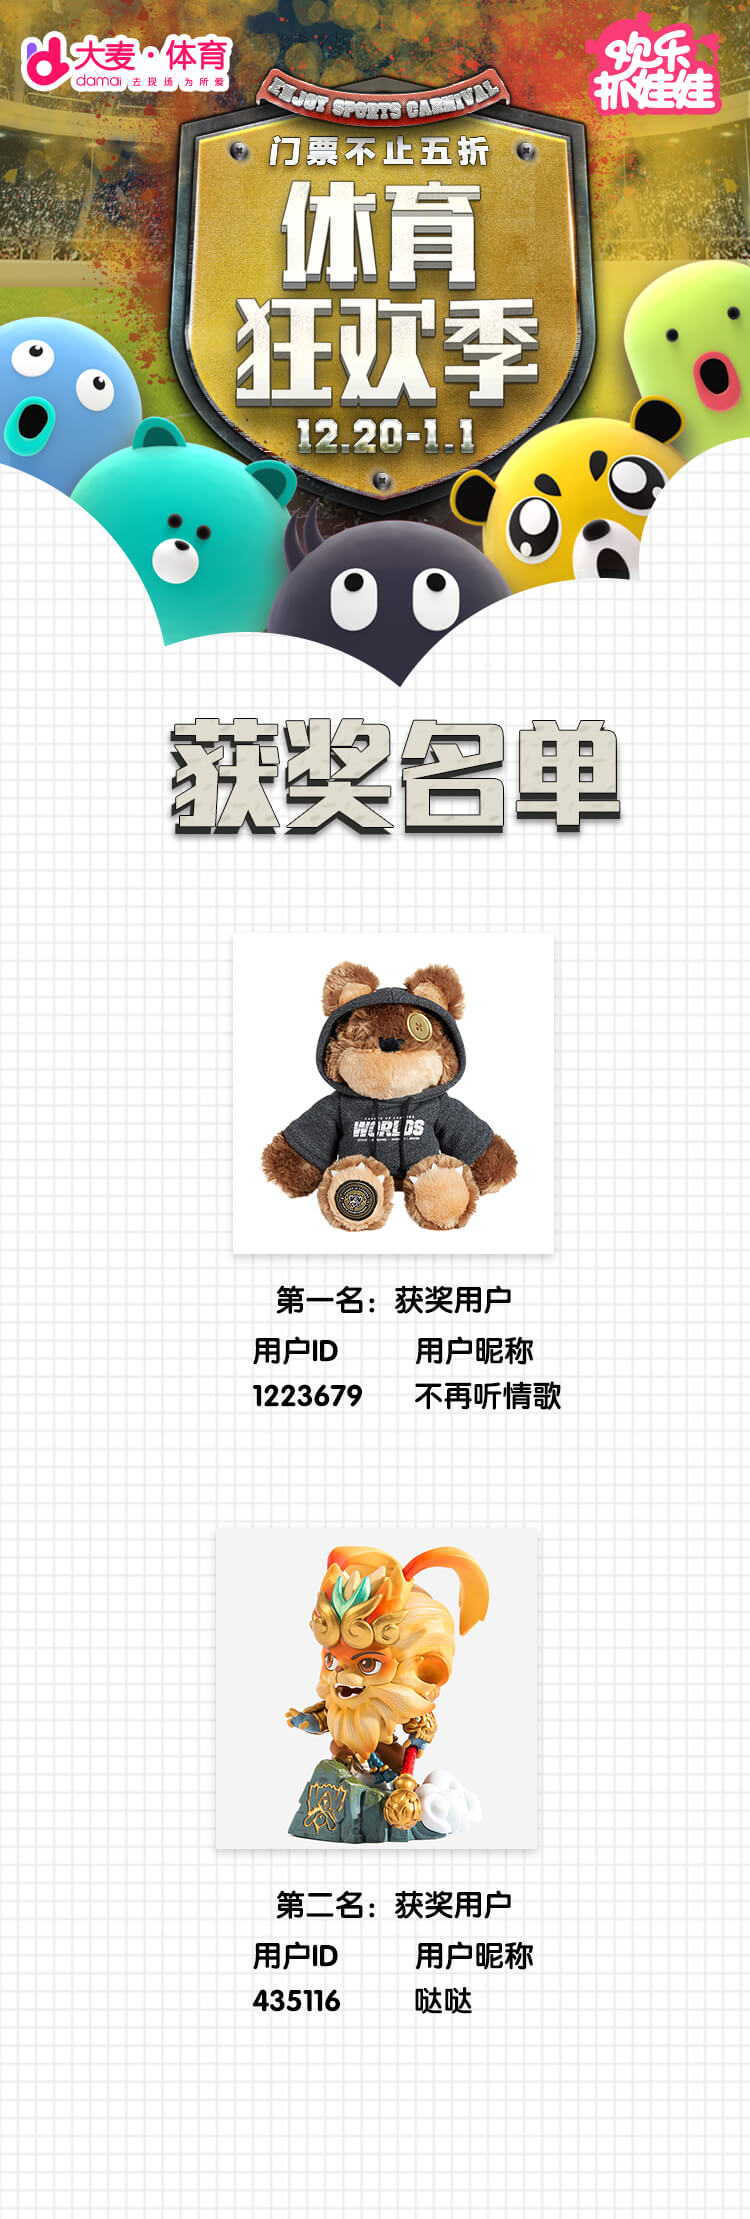 大麦·体育
damai 去现场为所爱
欢乐
抓娃娃
ENJOY SPORTS CARNIVAL
门票不止五折
体育
狂欢季
12.20-1.1
获奖名单
WORLDS
第一名：获奖用户
用户ID 用户昵称
1223679 不再听情歌
第二名：获奖用户
用户ID 用户昵称
435116 哒哒